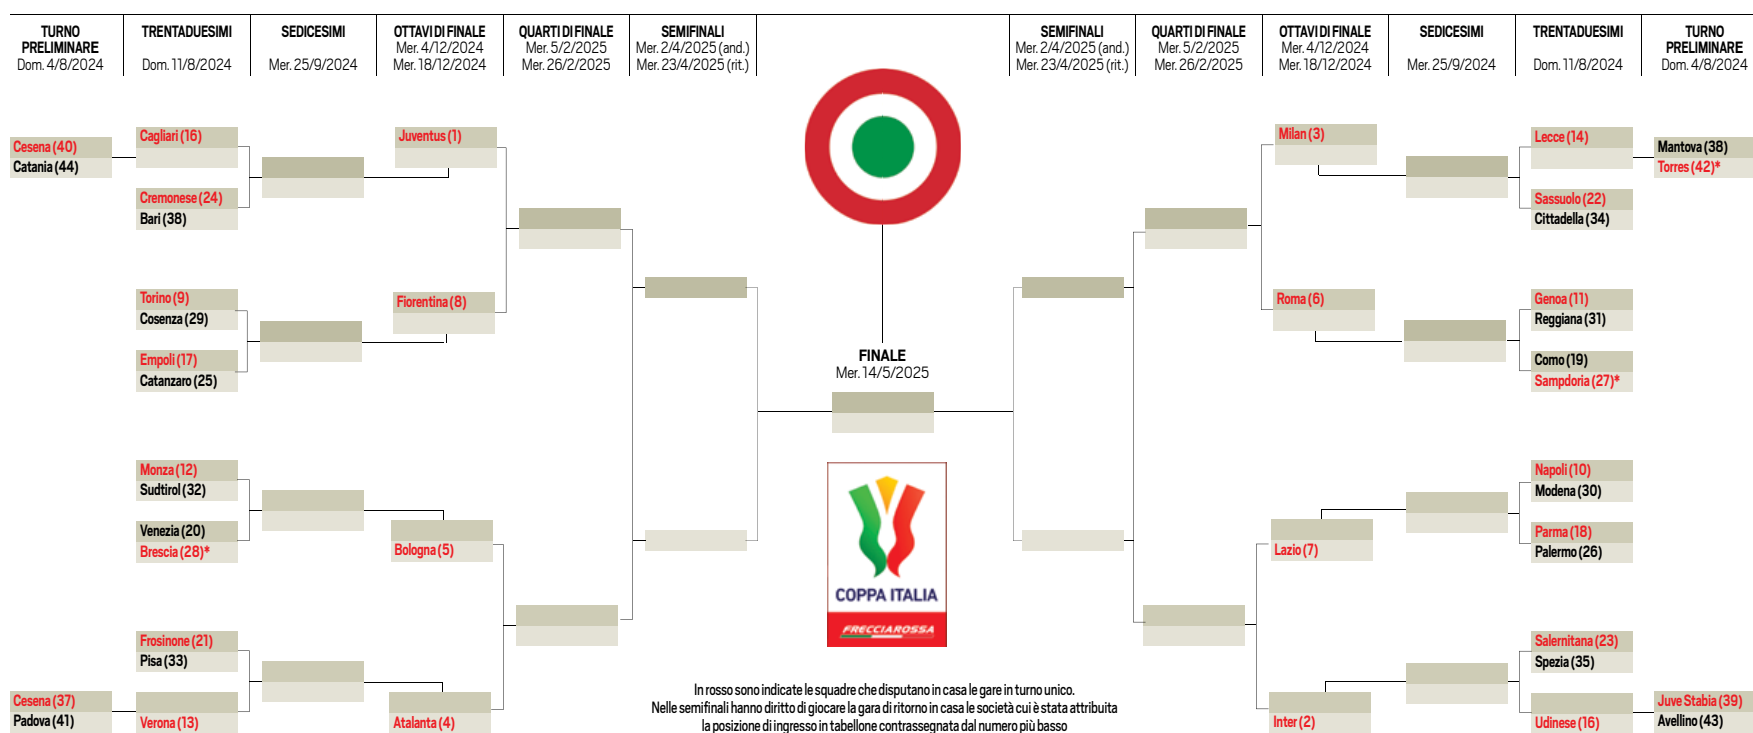 TURNO
PRELIMINARE
Dom. 4/8/2024
TRENTADUESIMI
Dom. 11/8/2024
SEDICESIMI
Mer. 25/9/2024
OTTAVI DI FINALE
Mer. 4/12/2024
Mer. 18/12/2024
QUARTI DI FINALE
Mer. 5/2/2025
Mer. 26/2/2025
SEMIFINALI
Mer. 2/4/2025 (and.)
Mer. 23/4/2025 (rit.)
SEMIFINALI
Mer. 2/4/2025 (and.)
Mer. 23/4/2025 (rit.)
QUARTI DI FINALE
Mer. 5/2/2025
Mer. 26/2/2025
OTTAVI DI FINALE
Mer. 4/12/2024
Mer. 18/12/2024
SEDICESIMI
Mer. 25/9/2024
TRENTADUESIMI
Dom. 11/8/2024
TURNO
PRELIMINARE
Dom. 4/8/2024
Cesena (40)
Catania (44)
Cesena (37)
Padova (41)
Cagliari (16)
Cremonese (24)
Bari (38)
Torino (9)
Cosenza (29)
Empoli (17)
Catanzaro (25)
Monza (12)
Sudtirol (32)
Venezia (20)
Brescia (28)*
Frosinone (21)
Pisa (33)
Verona (13)
Juventus (1)
Fiorentina (8)
Bologna (5)
Atalanta (4)
FINALE
Mer. 14/5/2025
COPPA ITALIA
FRECCIAROSSA
In rosso sono indicate le squadre che disputano in casa le gare in turno unico.
Nelle semifinali hanno diritto di giocare la gara di ritorno in casa le società cui è stata attribuita
la posizione di ingresso in tabellone contrassegnata dal numero più basso
Milan (3)
Roma (6)
Lazio (7)
Inter (2)
Lecce (14)
Sassuolo (22)
Cittadella (34)
Genoa (11)
Reggiana (31)
Como (19)
Sampdoria (27)*
Napoli (10)
Modena (30)
Parma (18)
Palermo (26)
Salernitana (23)
Spezia (35)
Udinese (16)
Mantova (38)
Torres (42)*
Juve Stabia (39)
Avellino (43)